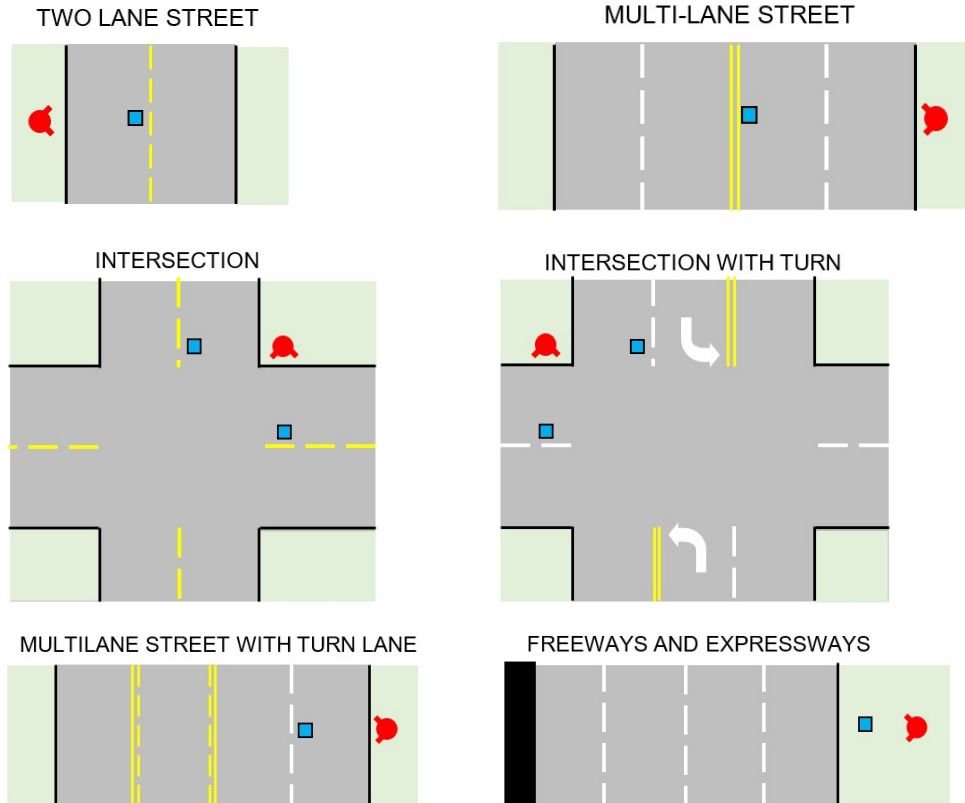 TWO LANE STREET
MULTI-LANE STREET
INTERSECTION
INTERSECTION WITH TURN
MULTILANE STREET WITH TURN LANE
FREEWAYS AND EXPRESSWAYS